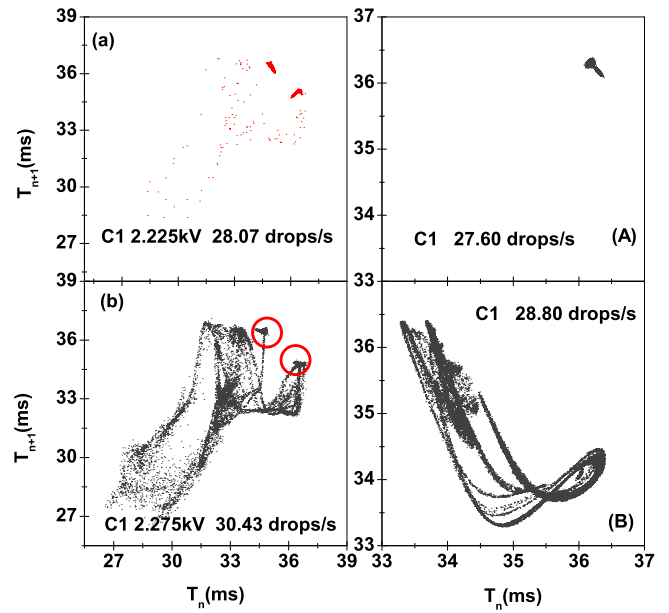 39
36
33
30
27
39
(a)
T_{n+1}(ms)
C1 2.225kV 28.07 drops/s
37
36
35
34
33
C1 27.60 drops/s
(A)
39
36
33
30
26
(b)
T_{n+1}(ms)
C1 2.275kV 30.43 drops/s
27 30 33 36 39
T_n(ms)
37
36
35
34
33
C1 28.80 drops/s
(B)
33 34 35 36 37
T_n(ms)